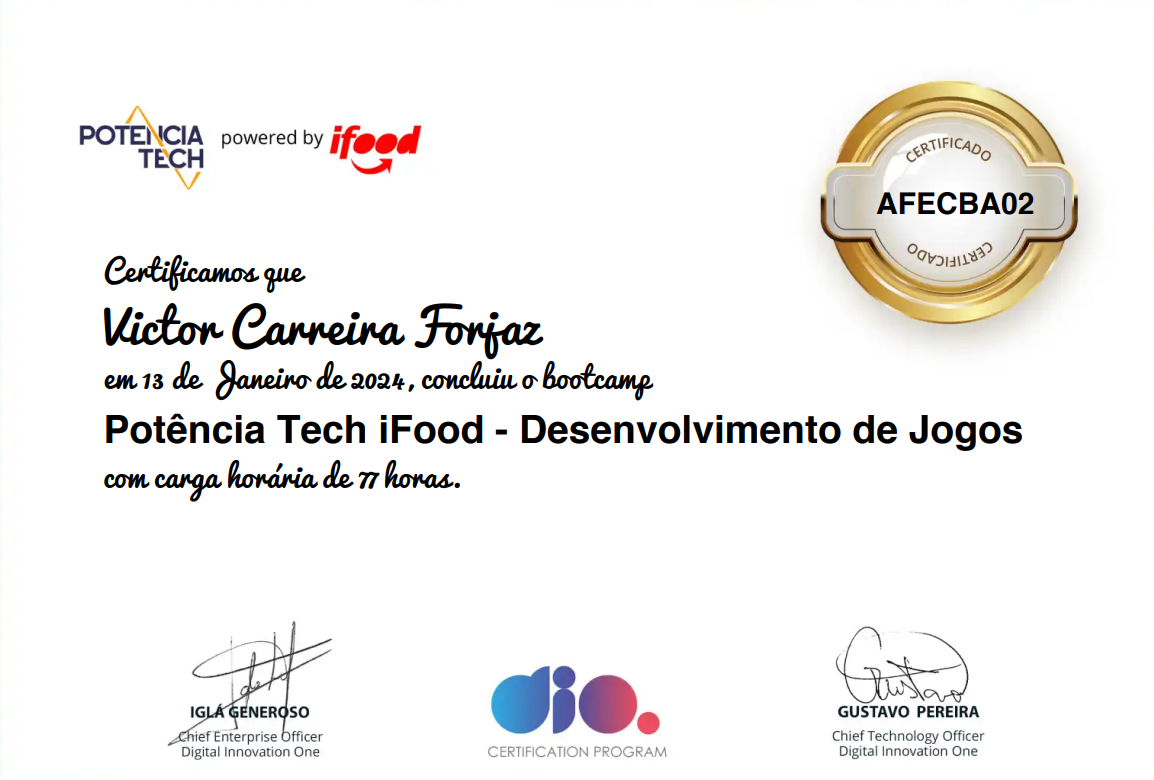 POTÊNCIA
TECH
powered by ifood
CERTIFICADO
AFECBA02
CERTIFICADO
Certificamos que
Victor Carreira Forjaz
em 13 de Janeiro de 2024, concluiu o bootcamp
Potência Tech iFood - Desenvolvimento de Jogos
com carga horária de 77 horas.
IGLÁ GENEROSO
Chief Enterprise Officer
Digital Innovation One
dio.
CERTIFICATION PROGRAM
Gustavo
GUSTAVO PEREIRA
Chief Technology Officer
Digital Innovation One